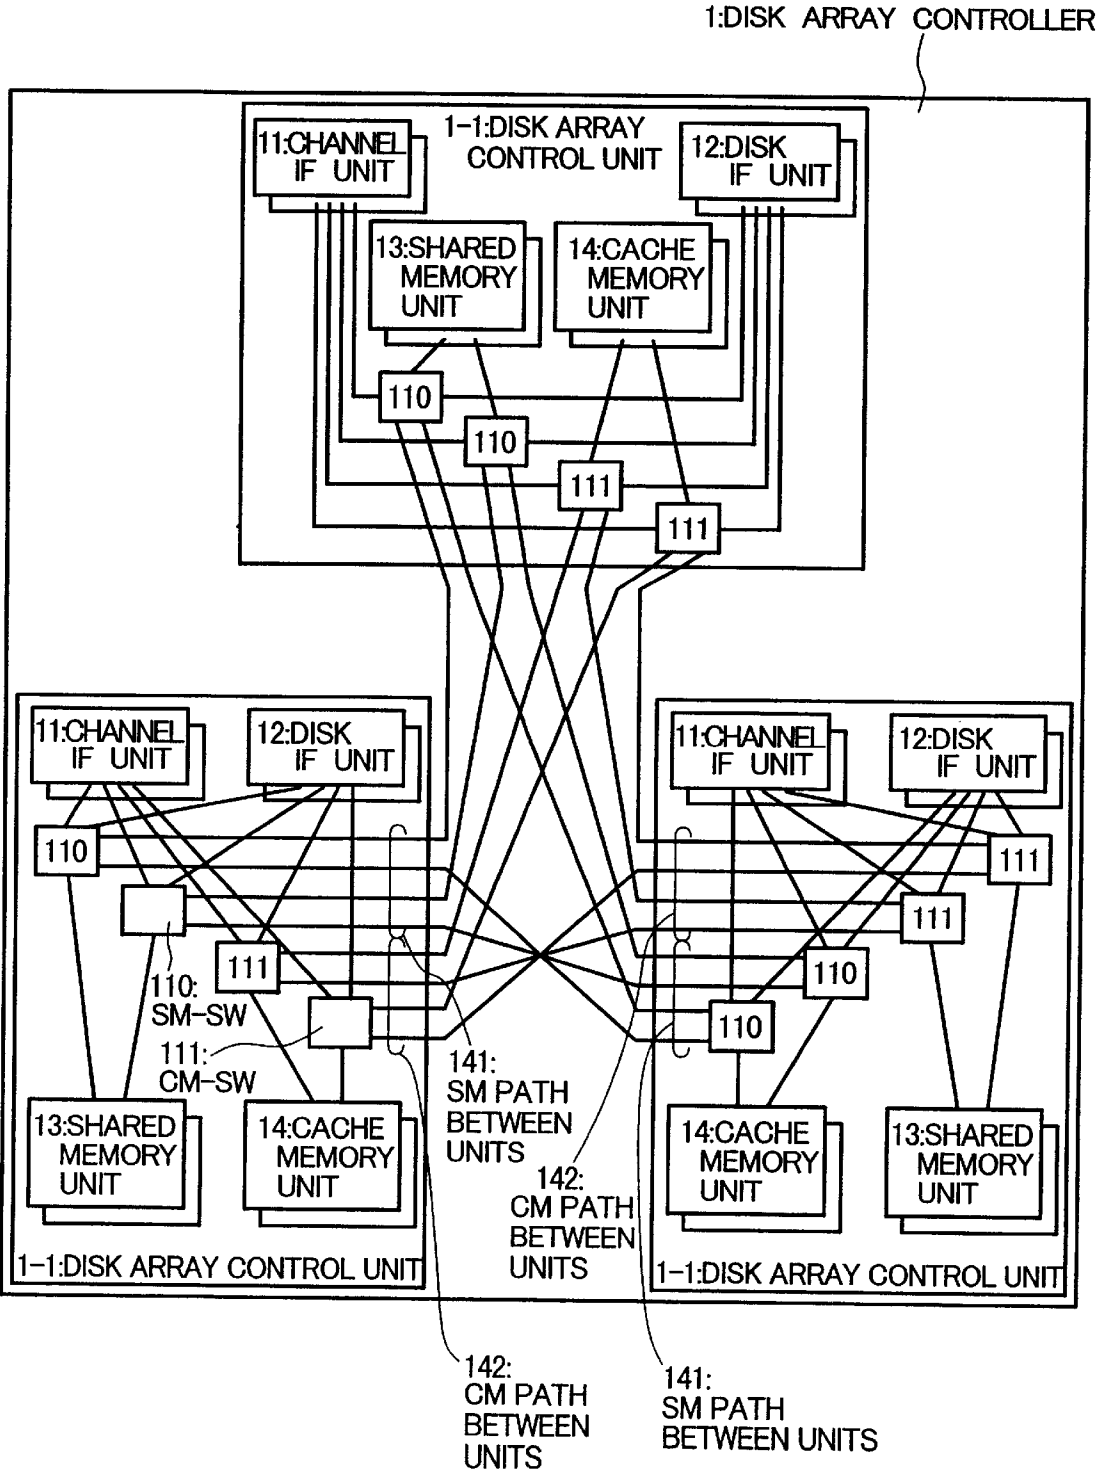 1:DISK ARRAY CONTROLLER
1-1:DISK ARRAY
CONTROL UNIT
11:CHANNEL
IF UNIT
12:DISK
IF UNIT
13:SHARED
MEMORY
UNIT
14:CACHE
MEMORY
UNIT
110
110
111
111
11:CHANNEL
IF UNIT
12:DISK
IF UNIT
110
111
110:
SM-SW
111:
CM-SW
13:SHARED
MEMORY
UNIT
14:CACHE
MEMORY
UNIT
1-1:DISK ARRAY CONTROL UNIT
141:
SM PATH
BETWEEN
UNITS
142:
CM PATH
BETWEEN
UNITS
11:CHANNEL
IF UNIT
12:DISK
IF UNIT
111
111
110
110
14:CACHE
MEMORY
UNIT
13:SHARED
MEMORY
UNIT
1-1:DISK ARRAY CONTROL UNIT
142:
CM PATH
BETWEEN
UNITS
141:
SM PATH
BETWEEN UNITS